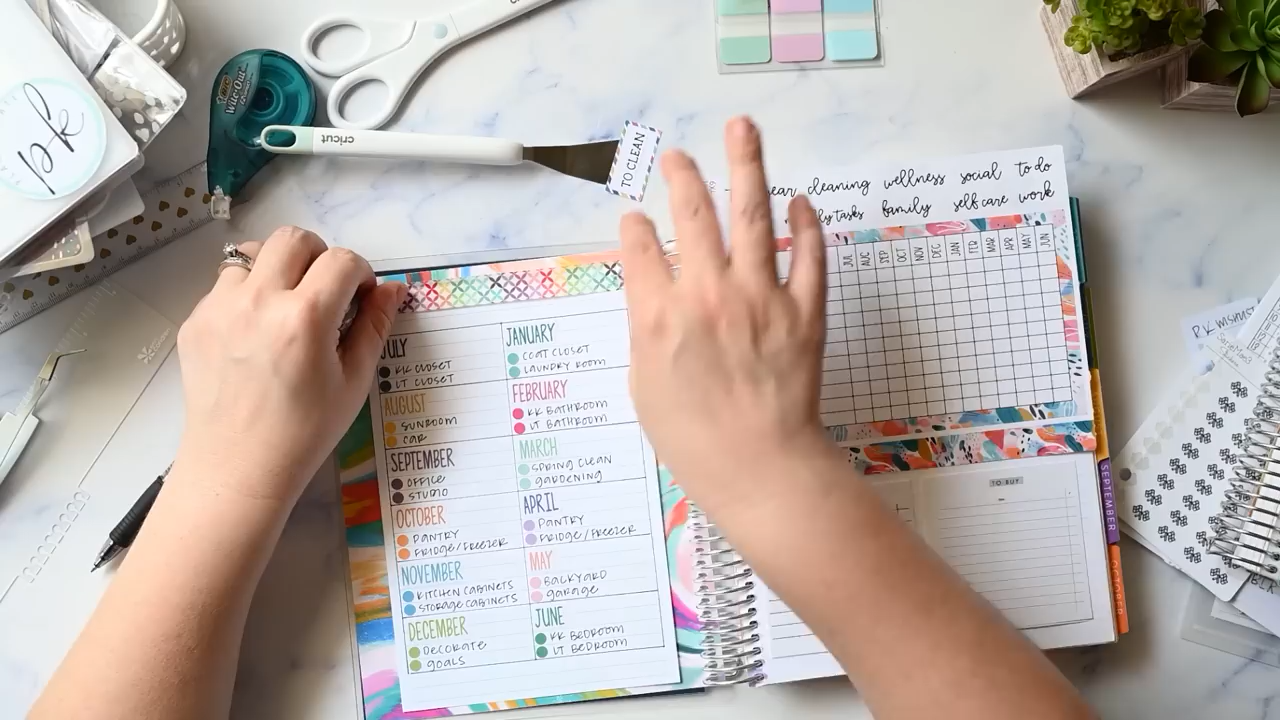 pk
BIC
Wite-Out
cricut
cricut
TO CLEAN
year cleaning wellness social to do
tasks family self care work
JUL AUG SEP OCT NOV DEC JAN FEB MAR APR MAY JUN
JULY
KK CLOSET
LT CLOSET
AUGUST
SUNROOM
CAR
SEPTEMBER
OFFICE
STUDIO
OCTOBER
PANTRY
FRIDGE/FREEZER
NOVEMBER
KITCHEN CABINETS
STORAGE CABINETS
DECEMBER
DECORATE
GOALS
JANUARY
COAT CLOSET
LAUNDRY ROOM
FEBRUARY
KK BATHROOM
LT BATHROOM
MARCH
SPRING CLEAN
GARDENING
APRIL
PANTRY
FRIDGE/FREEZER
MAY
BACKYARD
GARAGE
JUNE
KK BEDROOM
LT BEDROOM
TO BUY
SEPTEMBER
OCTOBER